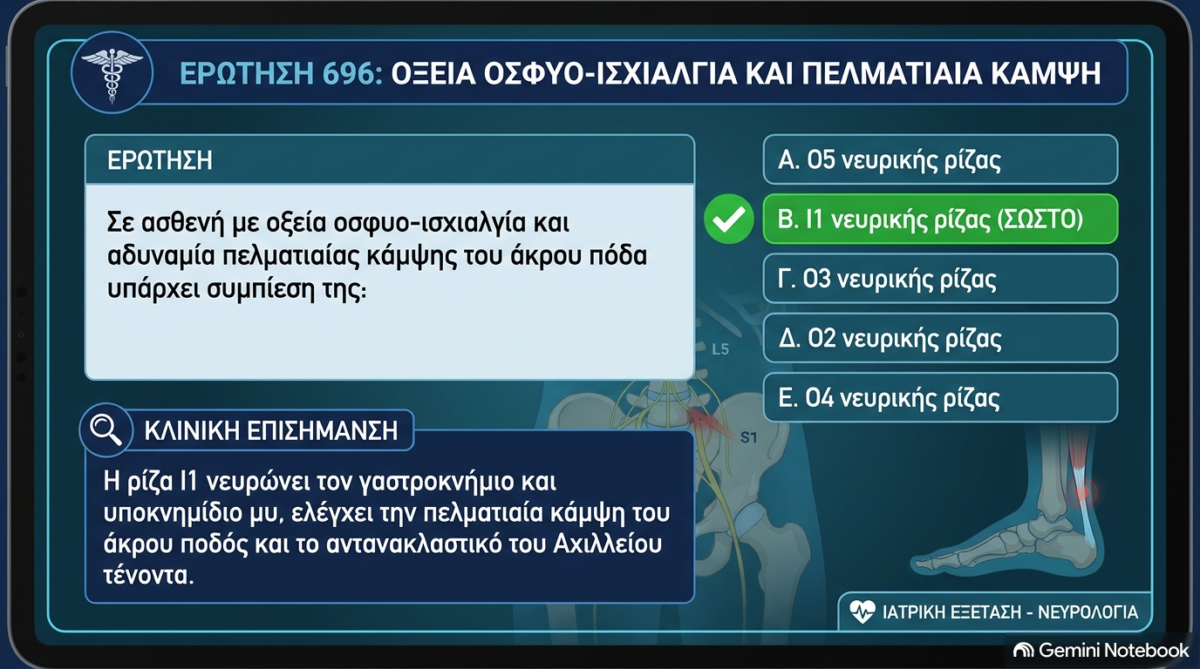 ΕΡΩΤΗΣΗ 696: ΟΞΕΙΑ ΟΣΦΥΟ-ΙΣΧΙΑΛΓΙΑ ΚΑΙ ΠΕΛΜΑΤΙΑΙΑ ΚΑΜΨΗ
ΕΡΩΤΗΣΗ
Σε ασθενή με οξεία οσφυο-ισχιαλγία και
αδυναμία πελματιαίας κάμψης του άκρου πόδα
υπάρχει συμπίεση της:
Α. Ο5 νευρικής ρίζας
Β. Ι1 νευρικής ρίζας (ΣΩΣΤΟ)
Γ. Ο3 νευρικής ρίζας
Δ. Ο2 νευρικής ρίζας
Ε. Ο4 νευρικής ρίζας
L5
S1
ΚΛΙΝΙΚΗ ΕΠΙΣΗΜΑΝΣΗ
Η ρίζα Ι1 νευρώνει τον γαστροκνήμιο και
υποκνημίδιο μυ, ελέγχει την πελματιαία κάμψη του
άκρου ποδός και το αντανακλαστικό του Αχιλλείου
τένοντα.
ΙΑΤΡΙΚΗ ΕΞΕΤΑΣΗ - ΝΕΥΡΟΛΟΓΙΑ
Gemini Notebook